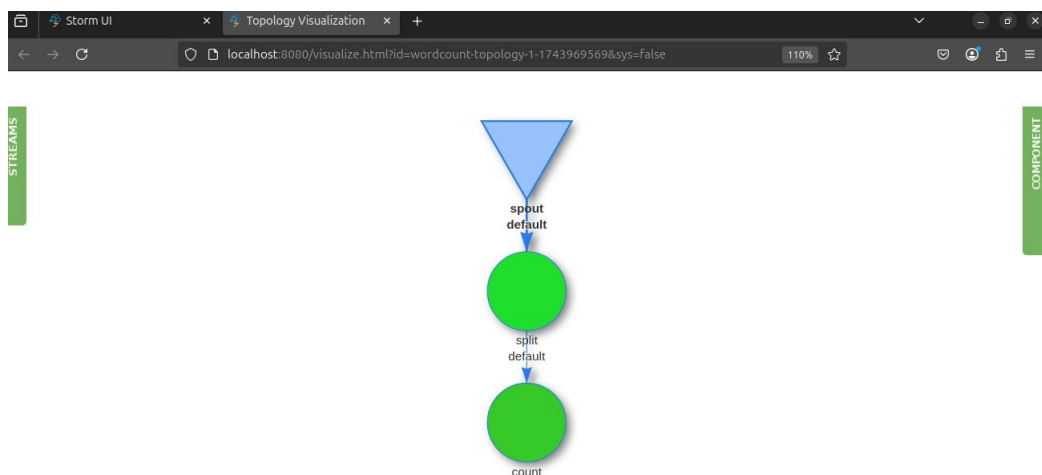 Storm UI
Topology Visualization
localhost:8080/visualize.html?id=wordcount-topology-1-1743969569&sys=false
110%
STREAMS
COMPONENT
spout
default
split
default
count